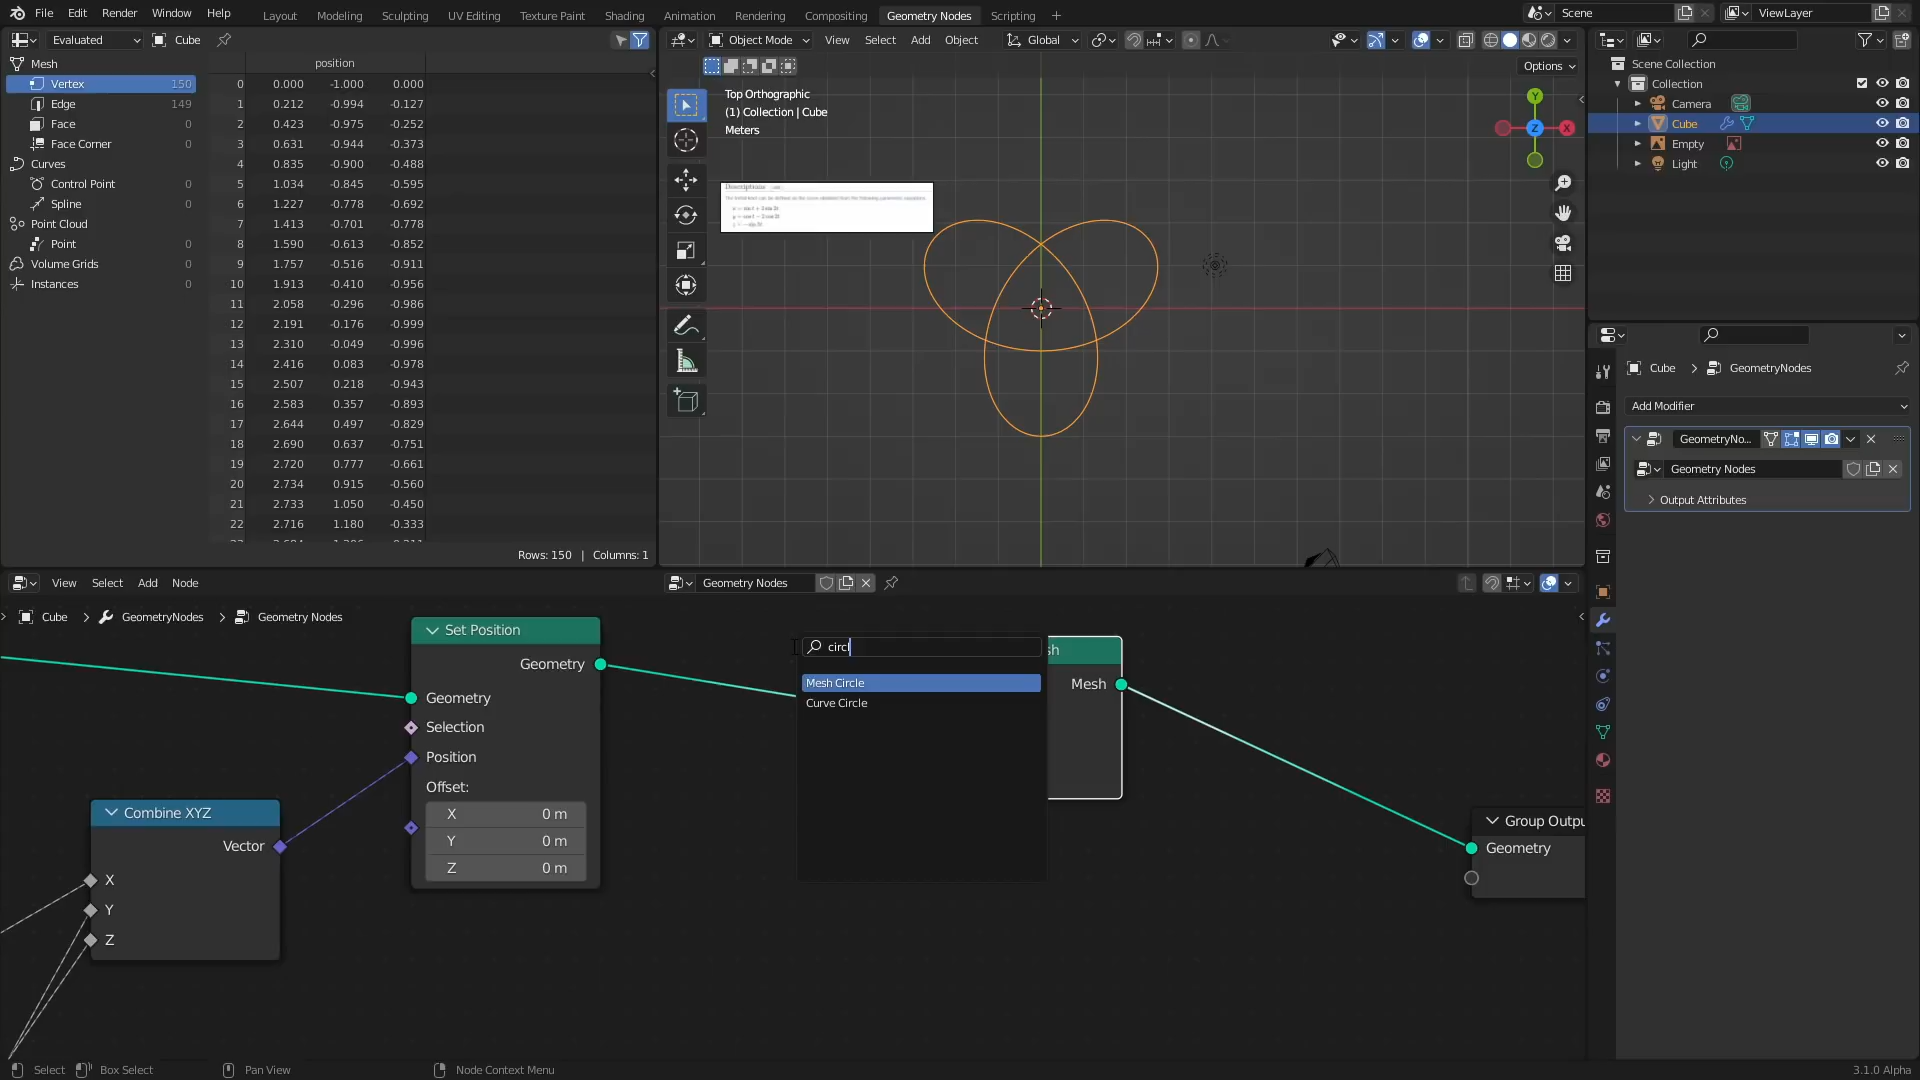 File Edit Render Window Help Layout Modeling Sculpting UV Editing Texture Paint Shading Animation Rendering Compositing Geometry Nodes Scripting + Scene ViewLayer
Evaluated Cube
Object Mode View Select Add Object Global
Options
position
Mesh
Vertex 150
Edge 149
Face 0
Face Corner 0
Curves
Control Point 0
Spline 0
Point Cloud
Point 0
Volume Grids 0
Instances 0
0 0.000 -1.000 0.000
1 0.212 -0.994 -0.127
2 0.423 -0.975 -0.252
3 0.631 -0.944 -0.373
4 0.835 -0.900 -0.488
5 1.034 -0.845 -0.595
6 1.227 -0.778 -0.692
7 1.413 -0.701 -0.778
8 1.590 -0.613 -0.852
9 1.757 -0.516 -0.911
10 1.913 -0.410 -0.956
11 2.058 -0.296 -0.986
12 2.191 -0.176 -0.999
13 2.310 -0.049 -0.996
14 2.416 0.083 -0.978
15 2.507 0.218 -0.943
16 2.583 0.357 -0.893
17 2.644 0.497 -0.829
18 2.690 0.637 -0.751
19 2.720 0.777 -0.661
20 2.734 0.915 -0.560
21 2.733 1.050 -0.450
22 2.716 1.180 -0.333
Rows: 150 | Columns: 1
Top Orthographic
(1) Collection | Cube
Meters
Descriptions
Y
X
Z
Scene Collection
Collection
Camera
Cube
Empty
Light
Cube > GeometryNodes
Add Modifier
GeometryNo...
Geometry Nodes
Output Attributes
View Select Add Node Geometry Nodes
Cube > GeometryNodes > Geometry Nodes
Set Position
Geometry
Geometry
Selection
Position
Offset:
X 0 m
Y 0 m
Z 0 m
Combine XYZ
Vector
X
Y
Z
circl
Mesh Circle
Curve Circle
sh
Mesh
Group Outpu
Geometry
Select Box Select Pan View Node Context Menu 3.1.0 Alpha